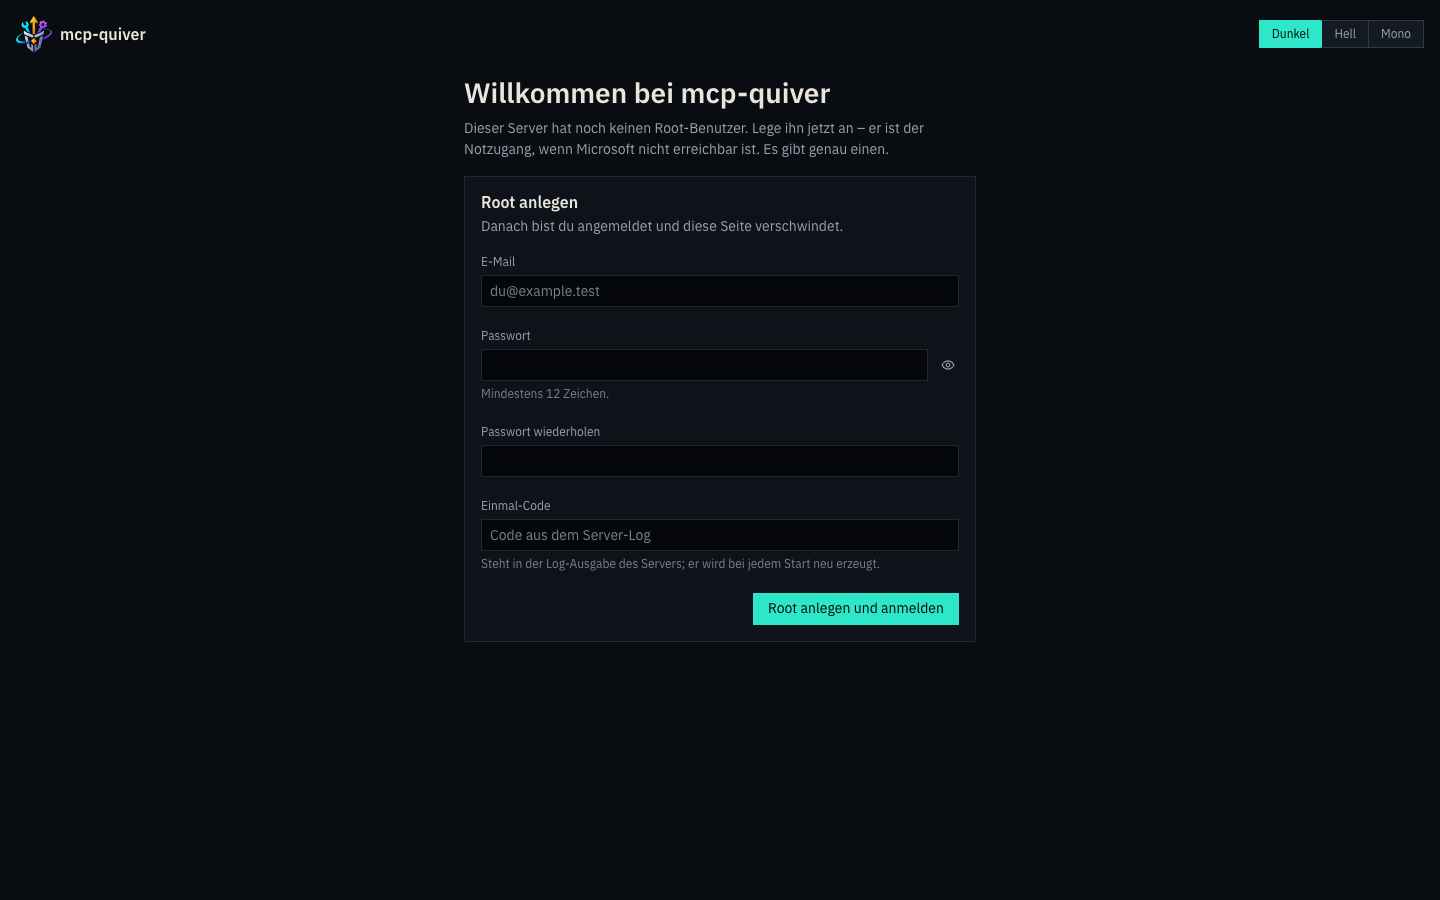 mcp-quiver
Dunkel
Hell
Mono
Willkommen bei mcp-quiver
Dieser Server hat noch keinen Root-Benutzer. Lege ihn jetzt an – er ist der
Notzugang, wenn Microsoft nicht erreichbar ist. Es gibt genau einen.
Root anlegen
Danach bist du angemeldet und diese Seite verschwindet.
E-Mail
du@example.test
Passwort
Mindestens 12 Zeichen.
Passwort wiederholen
Einmal-Code
Code aus dem Server-Log
Steht in der Log-Ausgabe des Servers; er wird bei jedem Start neu erzeugt.
Root anlegen und anmelden